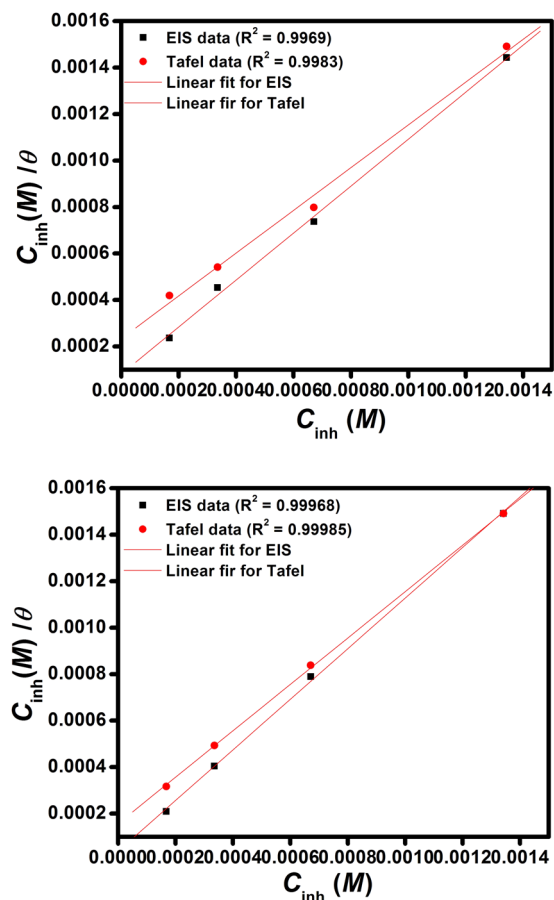 EIS data (R² = 0.9969)
Tafel data (R² = 0.9983)
Linear fit for EIS
Linear fir for Tafel
0.0016
0.0014
0.0012
0.0010
0.0008
0.0006
0.0004
0.0002
C_inh(M) /θ
0.00000.00020.00040.00060.00080.00100.00120.0014
C_inh (M)
EIS data (R² = 0.99968)
Tafel data (R² = 0.99985)
Linear fit for EIS
Linear fir for Tafel
0.0016
0.0014
0.0012
0.0010
0.0008
0.0006
0.0004
0.0002
C_inh(M) /θ
0.00000.00020.00040.00060.00080.00100.00120.0014
C_inh (M)